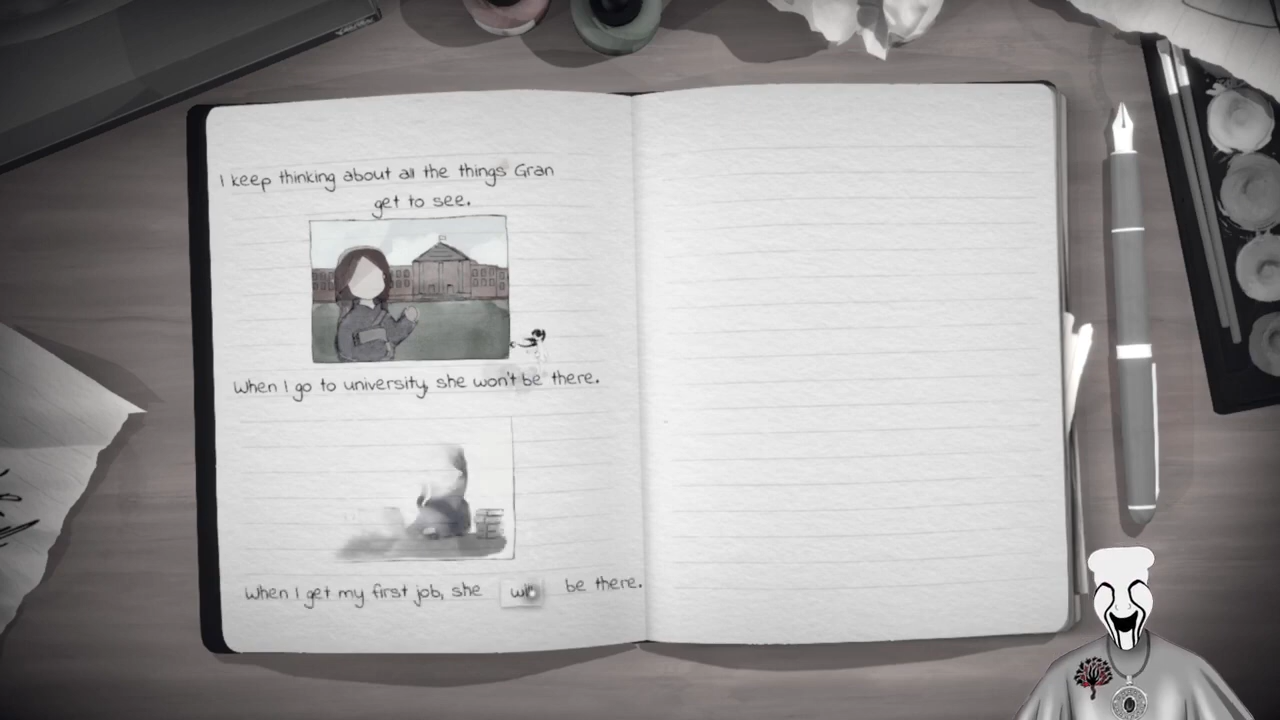 I keep thinking about all the things Gran
get to see.
When I go to university, she won't be there.
When I get my first job, she be there.